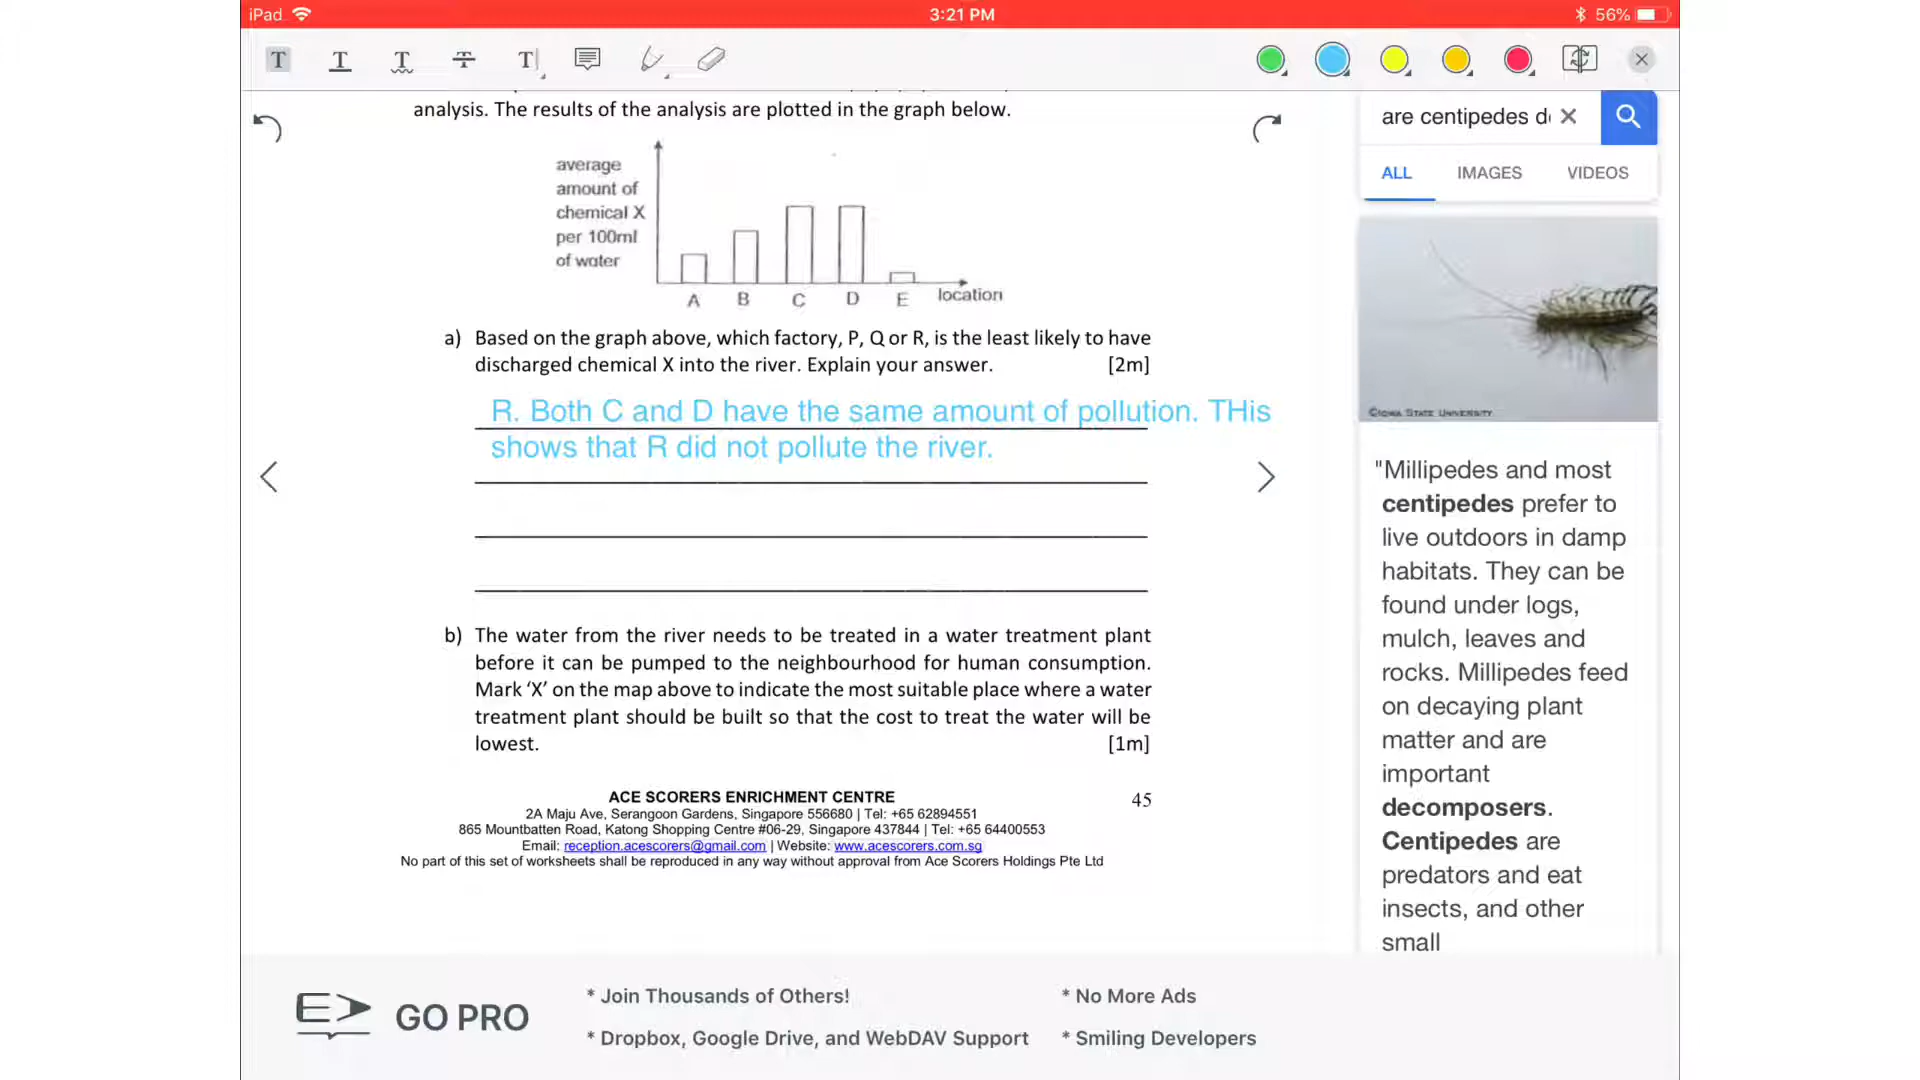 iPad
3:21 PM
56%
T T T T T
analysis. The results of the analysis are plotted in the graph below.
average
amount of
chemical X
per 100ml
of water
A B C D E location
a) Based on the graph above, which factory, P, Q or R, is the least likely to have
discharged chemical X into the river. Explain your answer. [2m]
R. Both C and D have the same amount of pollution. THis
shows that R did not pollute the river.
b) The water from the river needs to be treated in a water treatment plant
before it can be pumped to the neighbourhood for human consumption.
Mark ‘X’ on the map above to indicate the most suitable place where a water
treatment plant should be built so that the cost to treat the water will be
lowest. [1m]
ACE SCORERS ENRICHMENT CENTRE
45
2A Maju Ave, Serangoon Gardens, Singapore 556680 | Tel: +65 62894551
865 Mountbatten Road, Katong Shopping Centre #06-29, Singapore 437844 | Tel: +65 64400553
Email: reception.acescorers@gmail.com | Website: www.acescorers.com.sg
No part of this set of worksheets shall be reproduced in any way without approval from Ace Scorers Holdings Pte Ltd
are centipedes d
ALL IMAGES VIDEOS
©IOWA STATE UNIVERSITY
"Millipedes and most
centipedes prefer to
live outdoors in damp
habitats. They can be
found under logs,
mulch, leaves and
rocks. Millipedes feed
on decaying plant
matter and are
important
decomposers.
Centipedes are
predators and eat
insects, and other
small
GO PRO
* Join Thousands of Others!
* No More Ads
* Dropbox, Google Drive, and WebDAV Support
* Smiling Developers